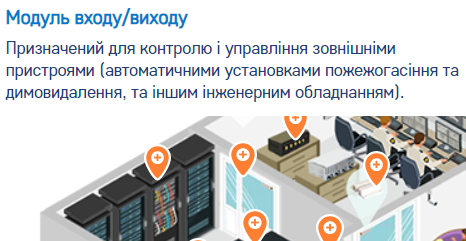 Модуль входу/виходу
Призначений для контролю і управління зовнішніми
пристроями (автоматичними установками пожежогасіння та
димовидалення, та іншим інженерним обладнанням).